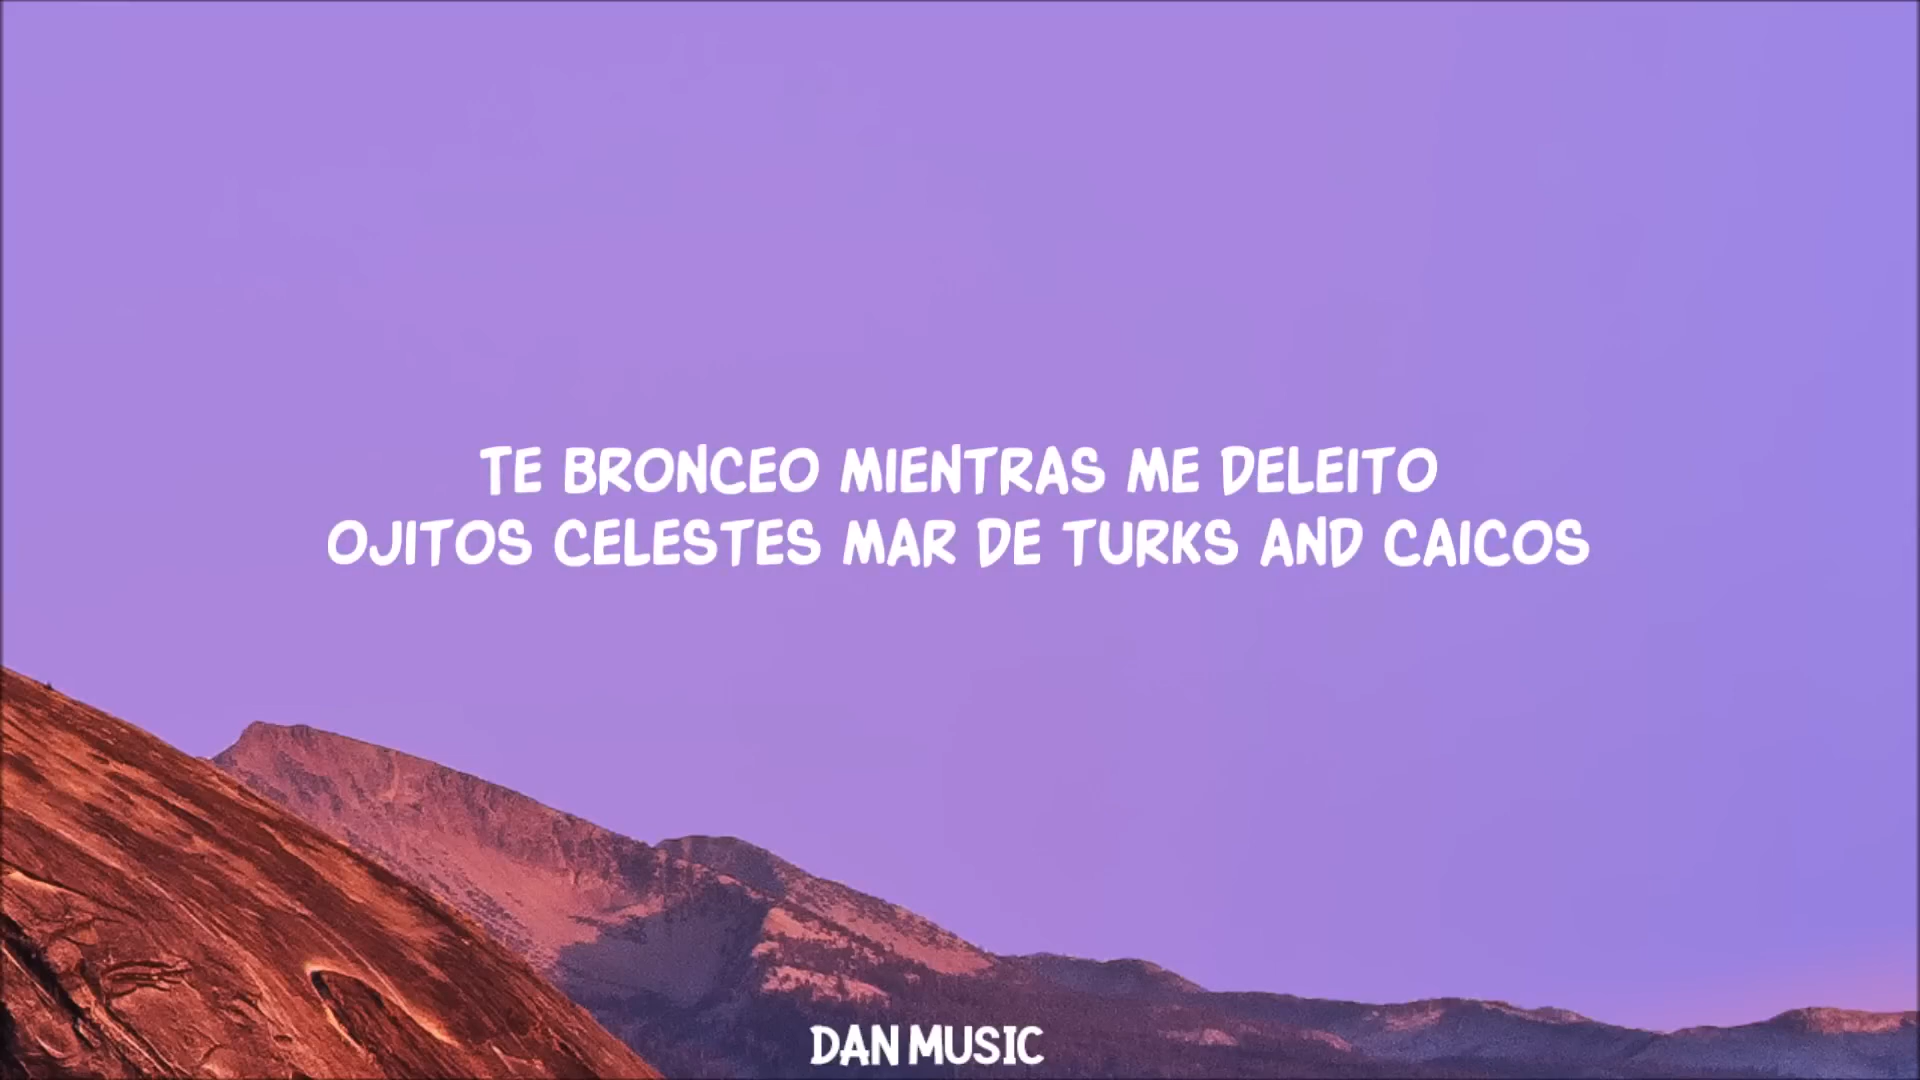 TE BRONCEO MIENTRAS ME DELEITO
OJITOS CELESTES MAR DE TURKS AND CAICOS
DAN MUSIC